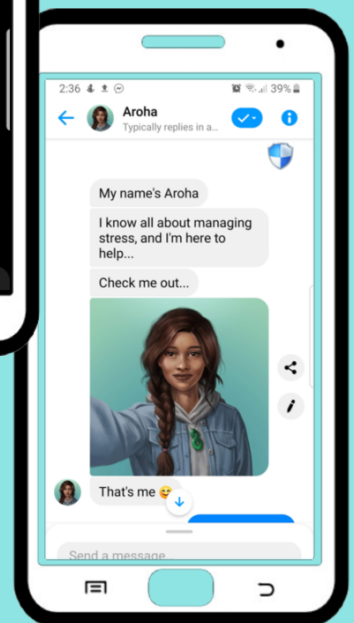 2:36 39%
Aroha
Typically replies in a...
My name's Aroha
I know all about managing
stress, and I'm here to
help...
Check me out...
That's me
Send a message..